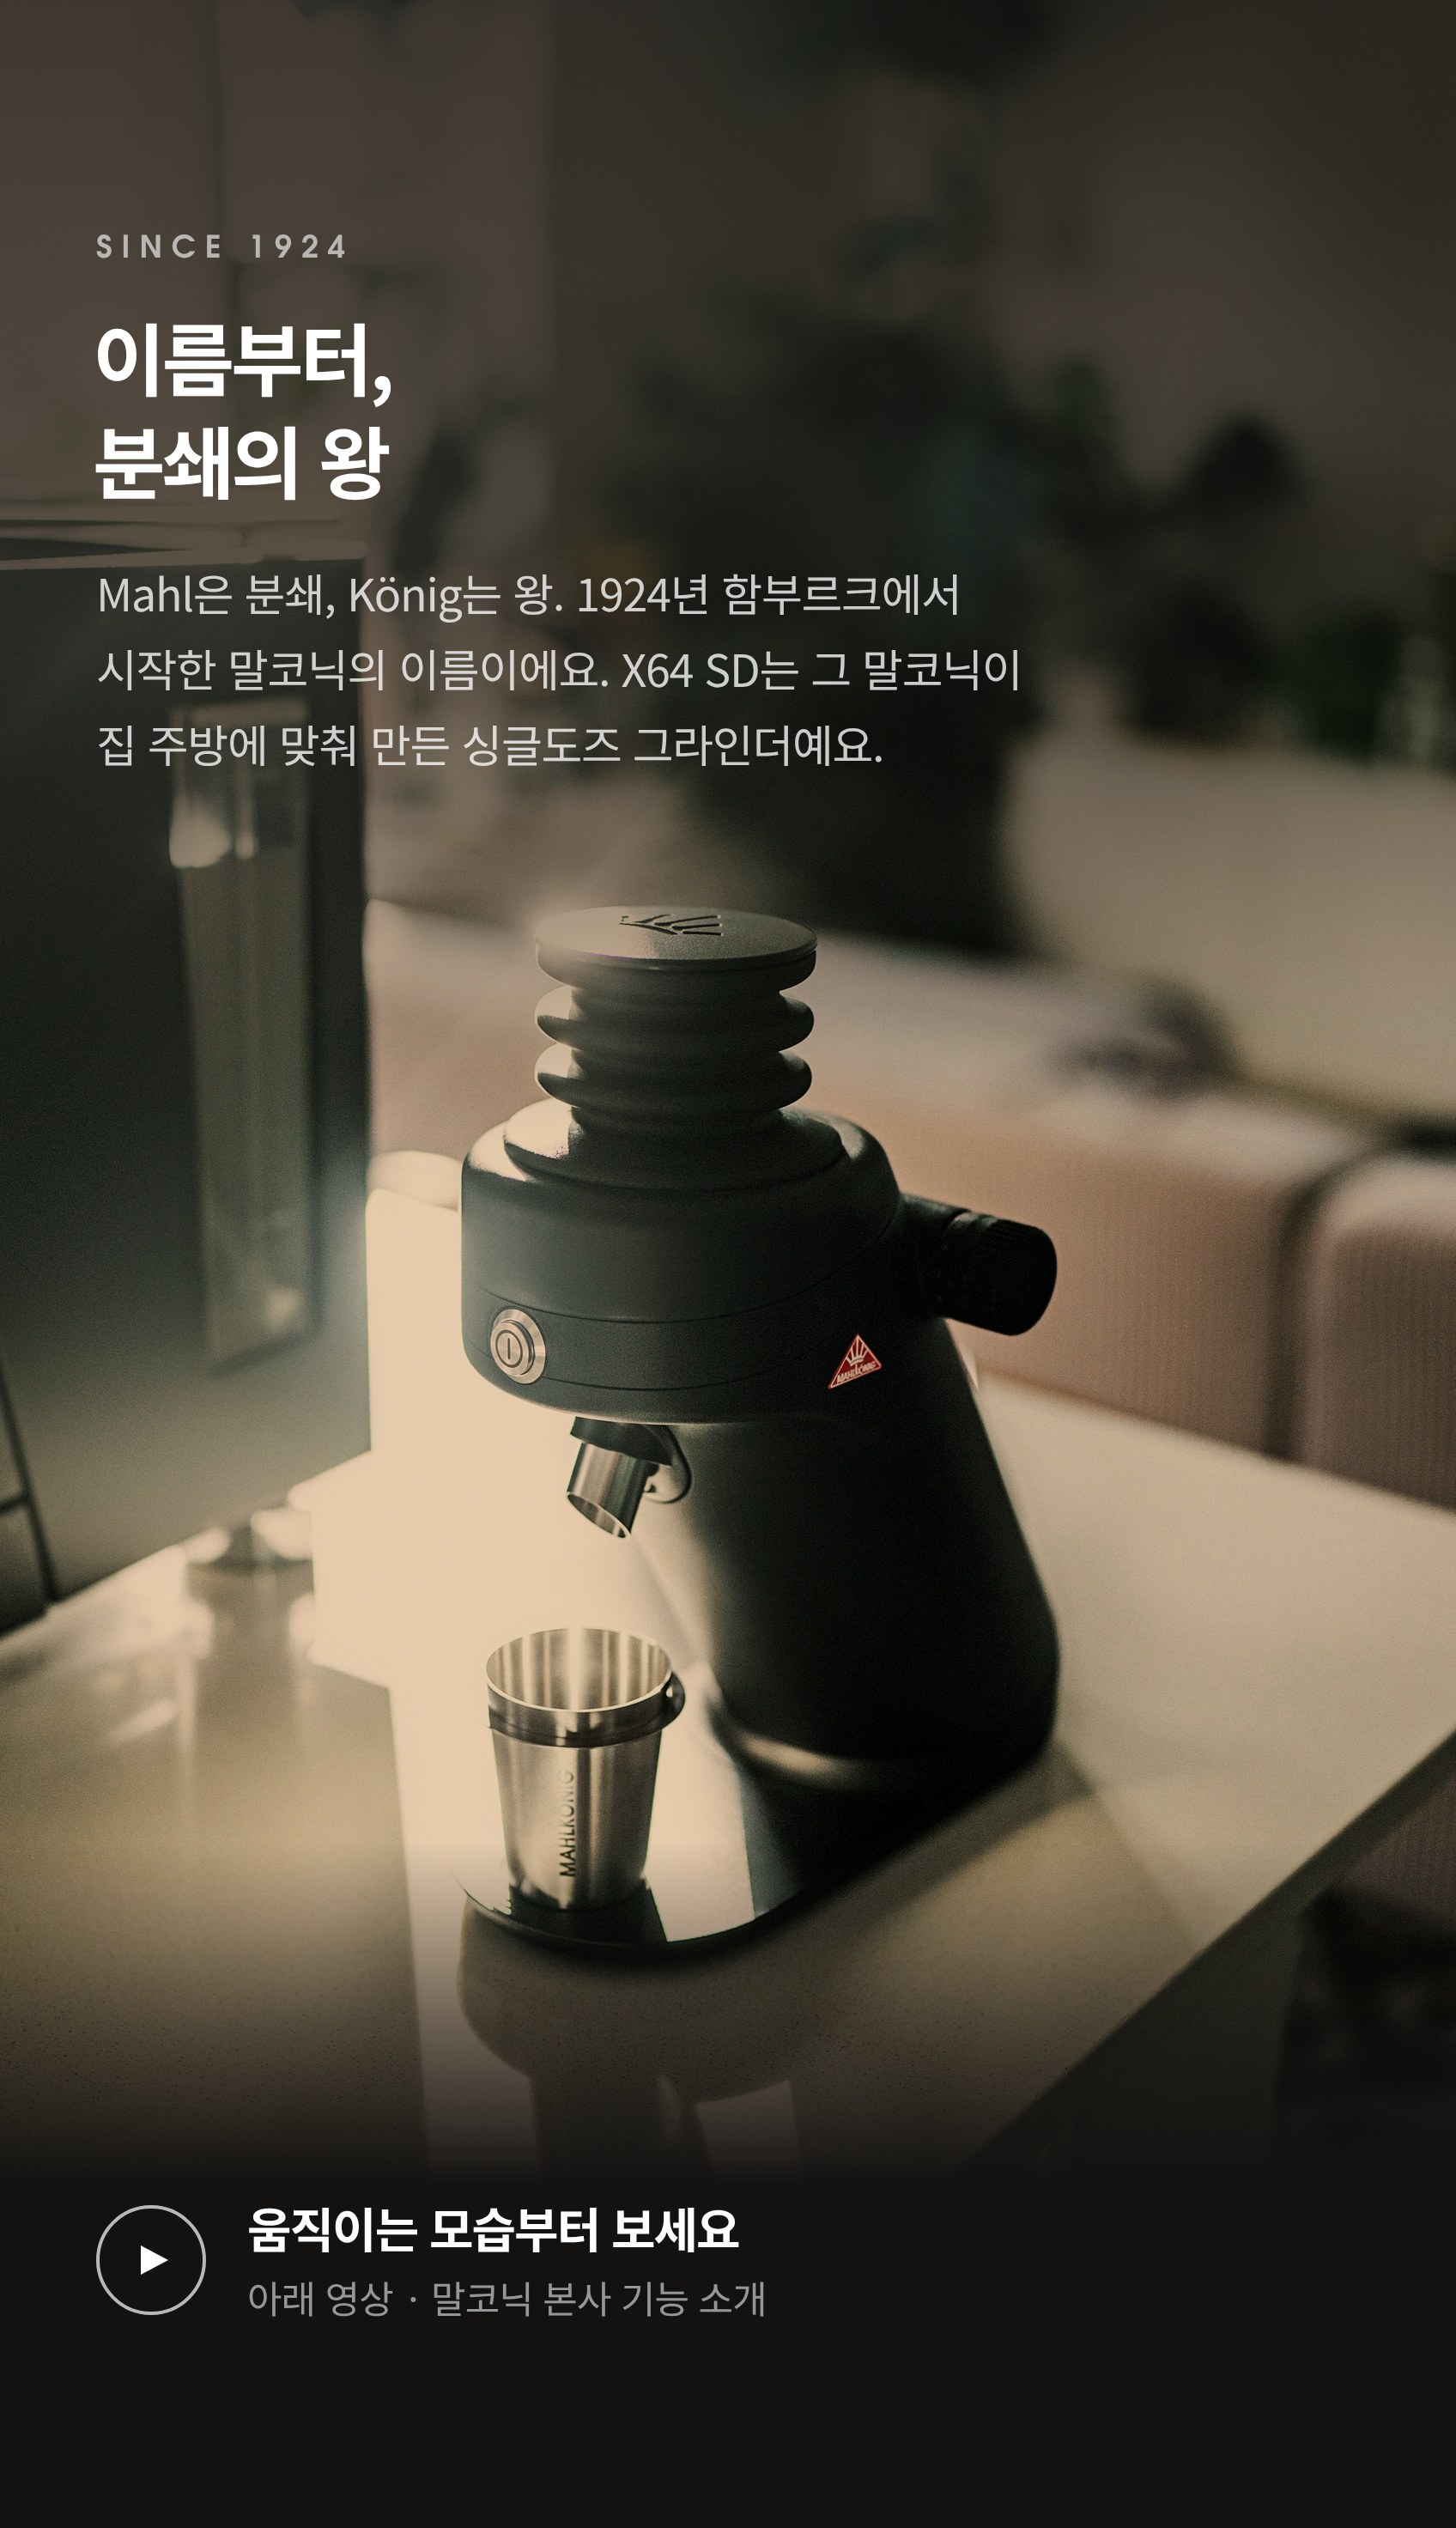 SINCE 1924
이름부터,
분쇄의 왕
Mahl은 분쇄, König는 왕. 1924년 함부르크에서
시작한 말코닉의 이름이에요. X64 SD는 그 말코닉이
집 주방에 맞춰 만든 싱글도즈 그라인더예요.
MAHLKÖNIG
MAHLKÖNIG
움직이는 모습부터 보세요
아래 영상 · 말코닉 본사 기능 소개